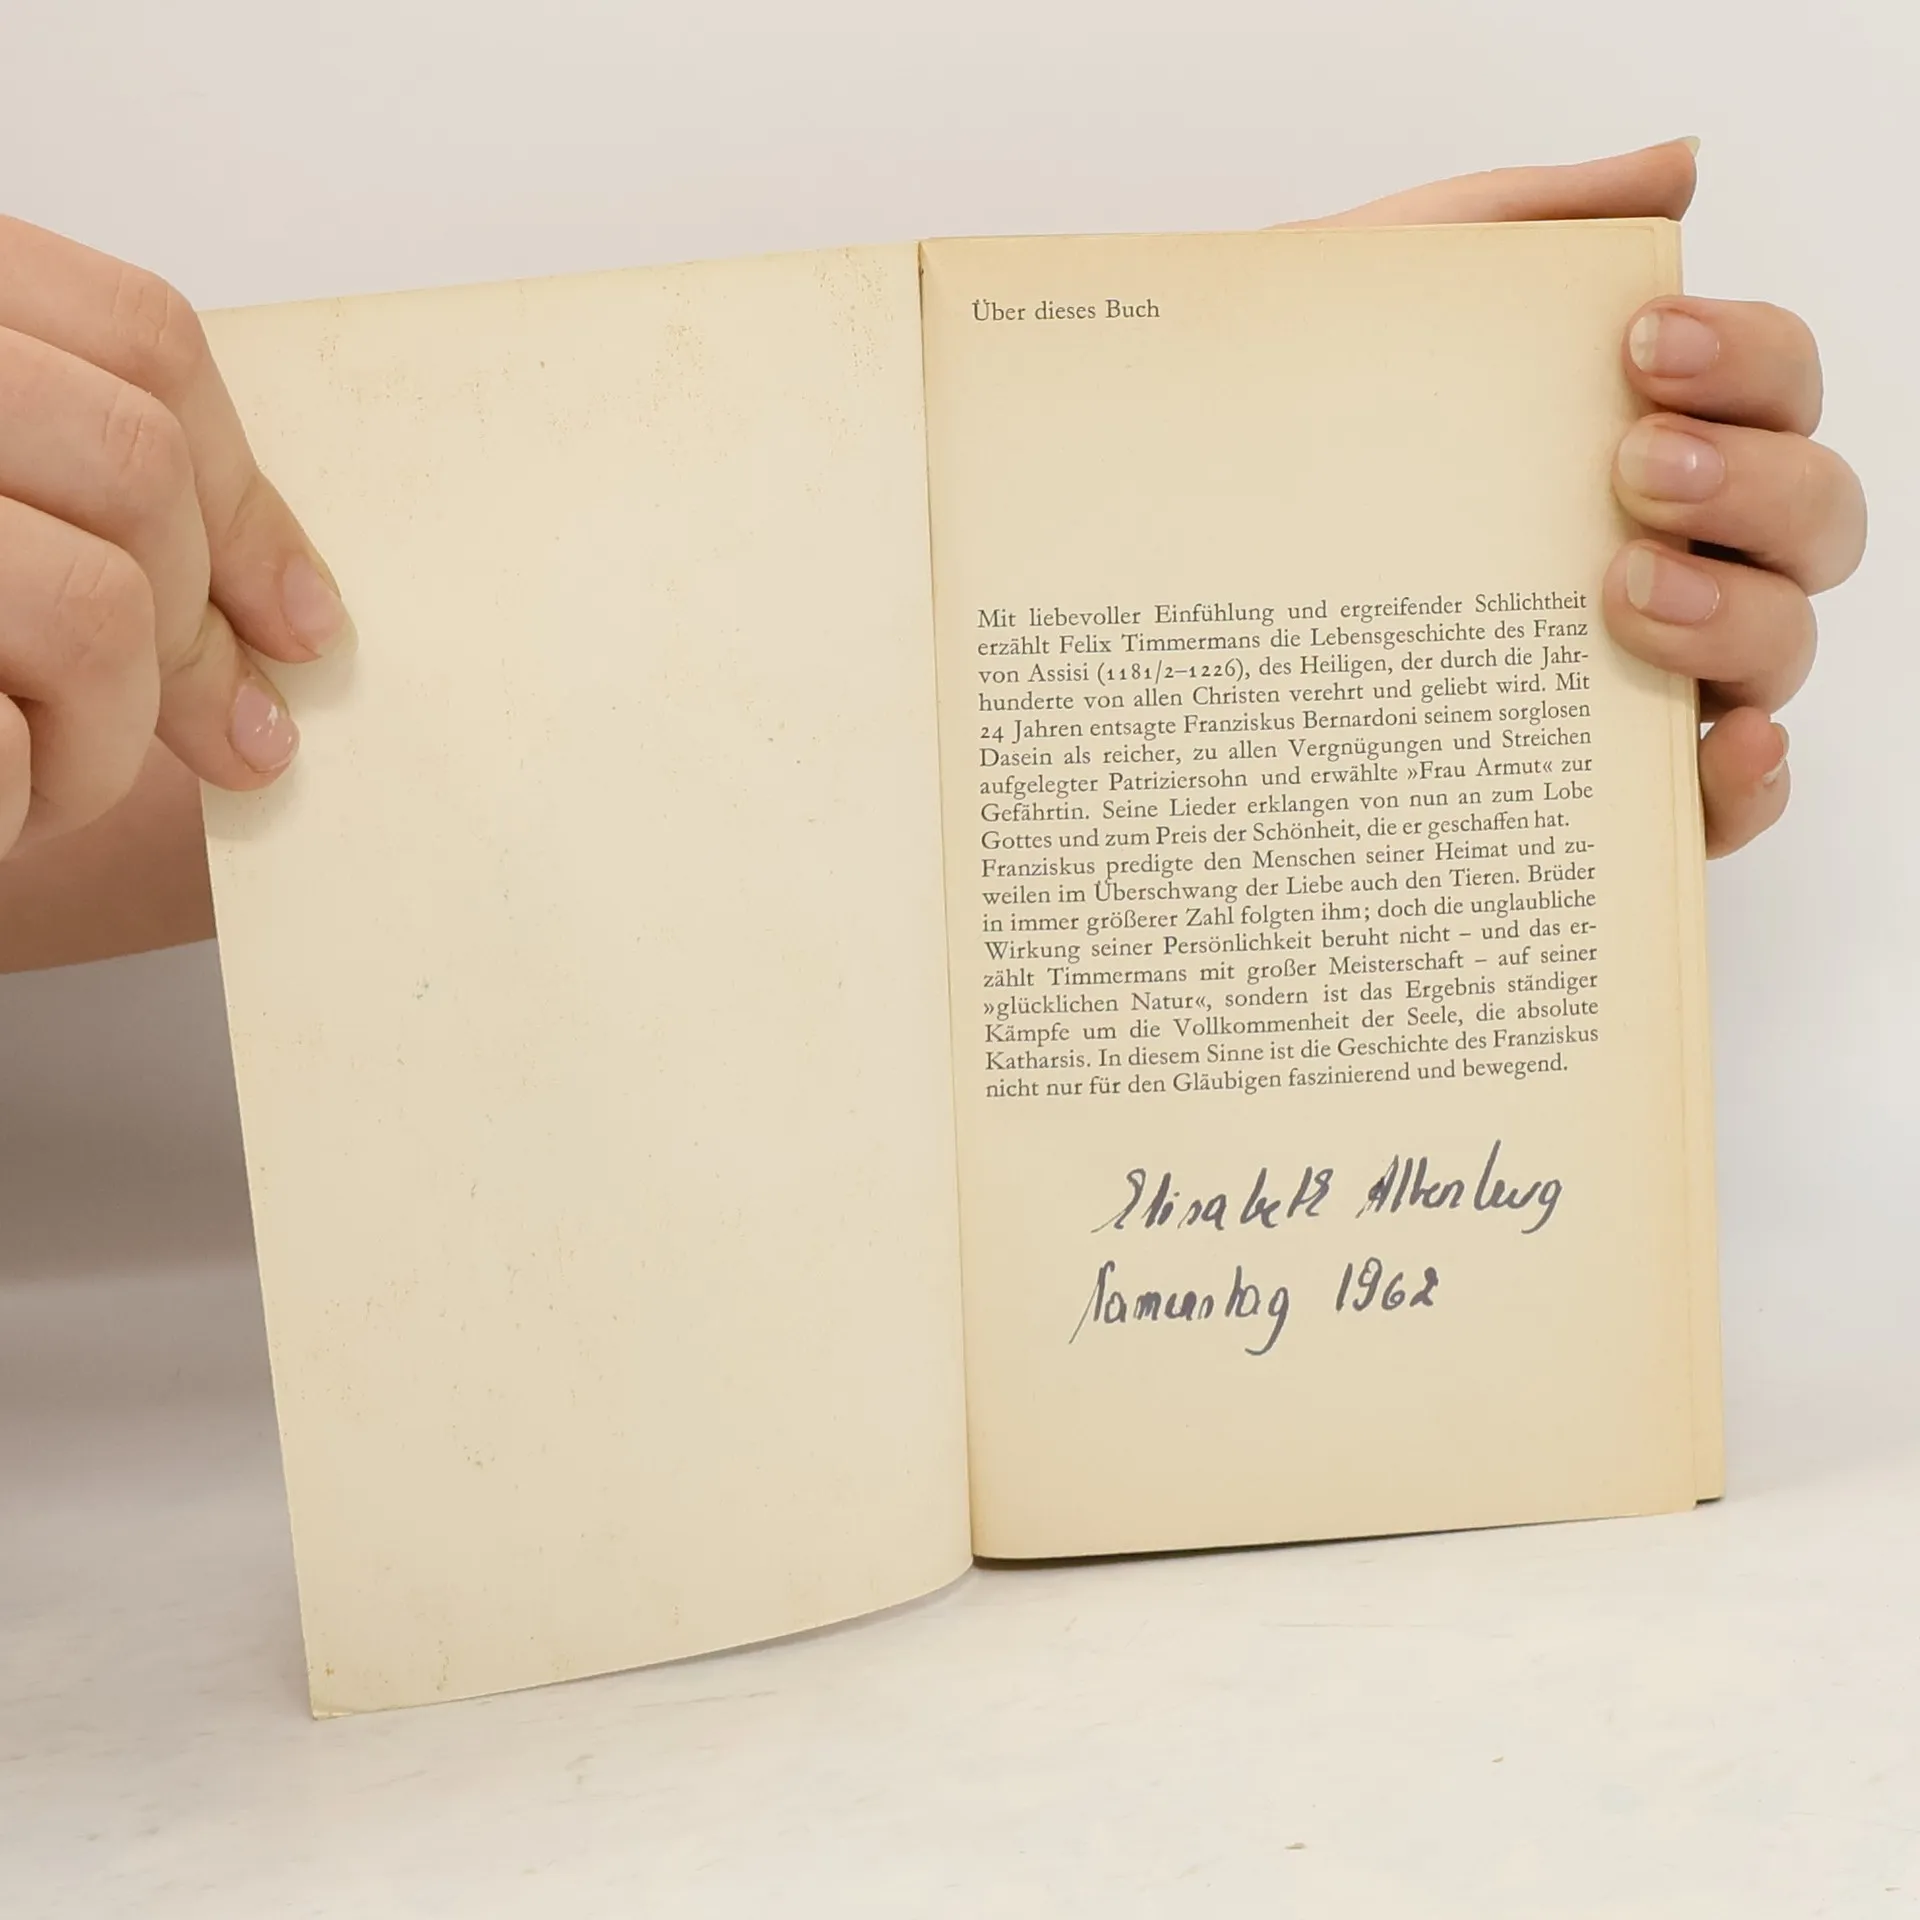 Über dieses Buch
Mit liebevoller Einfühlung und ergreifender Schlichtheit
erzählt Felix Timmermans die Lebensgeschichte des Franz
von Assisi (1181/2–1226), des Heiligen, der durch die Jahr-
hunderte von allen Christen verehrt und geliebt wird. Mit
24 Jahren entsagte Franziskus Bernardoni seinem sorglosen
Dasein als reicher, zu allen Vergnügungen und Streichen
aufgelegter Patriziersohn und erwählte »Frau Armut« zur
Gefährtin. Seine Lieder erklangen von nun an zum Lobe
Gottes und zum Preis der Schönheit, die er geschaffen hat.
Franziskus predigte den Menschen seiner Heimat und zu-
weilen im Überschwang der Liebe auch den Tieren. Brüder
in immer größerer Zahl folgten ihm; doch die unglaubliche
Wirkung seiner Persönlichkeit beruht nicht – und das er-
zählt Timmermans mit großer Meisterschaft – auf seiner
»glücklichen Natur«, sondern ist das Ergebnis ständiger
Kämpfe um die Vollkommenheit der Seele, die absolute
Katharsis. In diesem Sinne ist die Geschichte des Franziskus
nicht nur für den Gläubigen faszinierend und bewegend.
Elisabeth Altenburg
Namenstag 1962